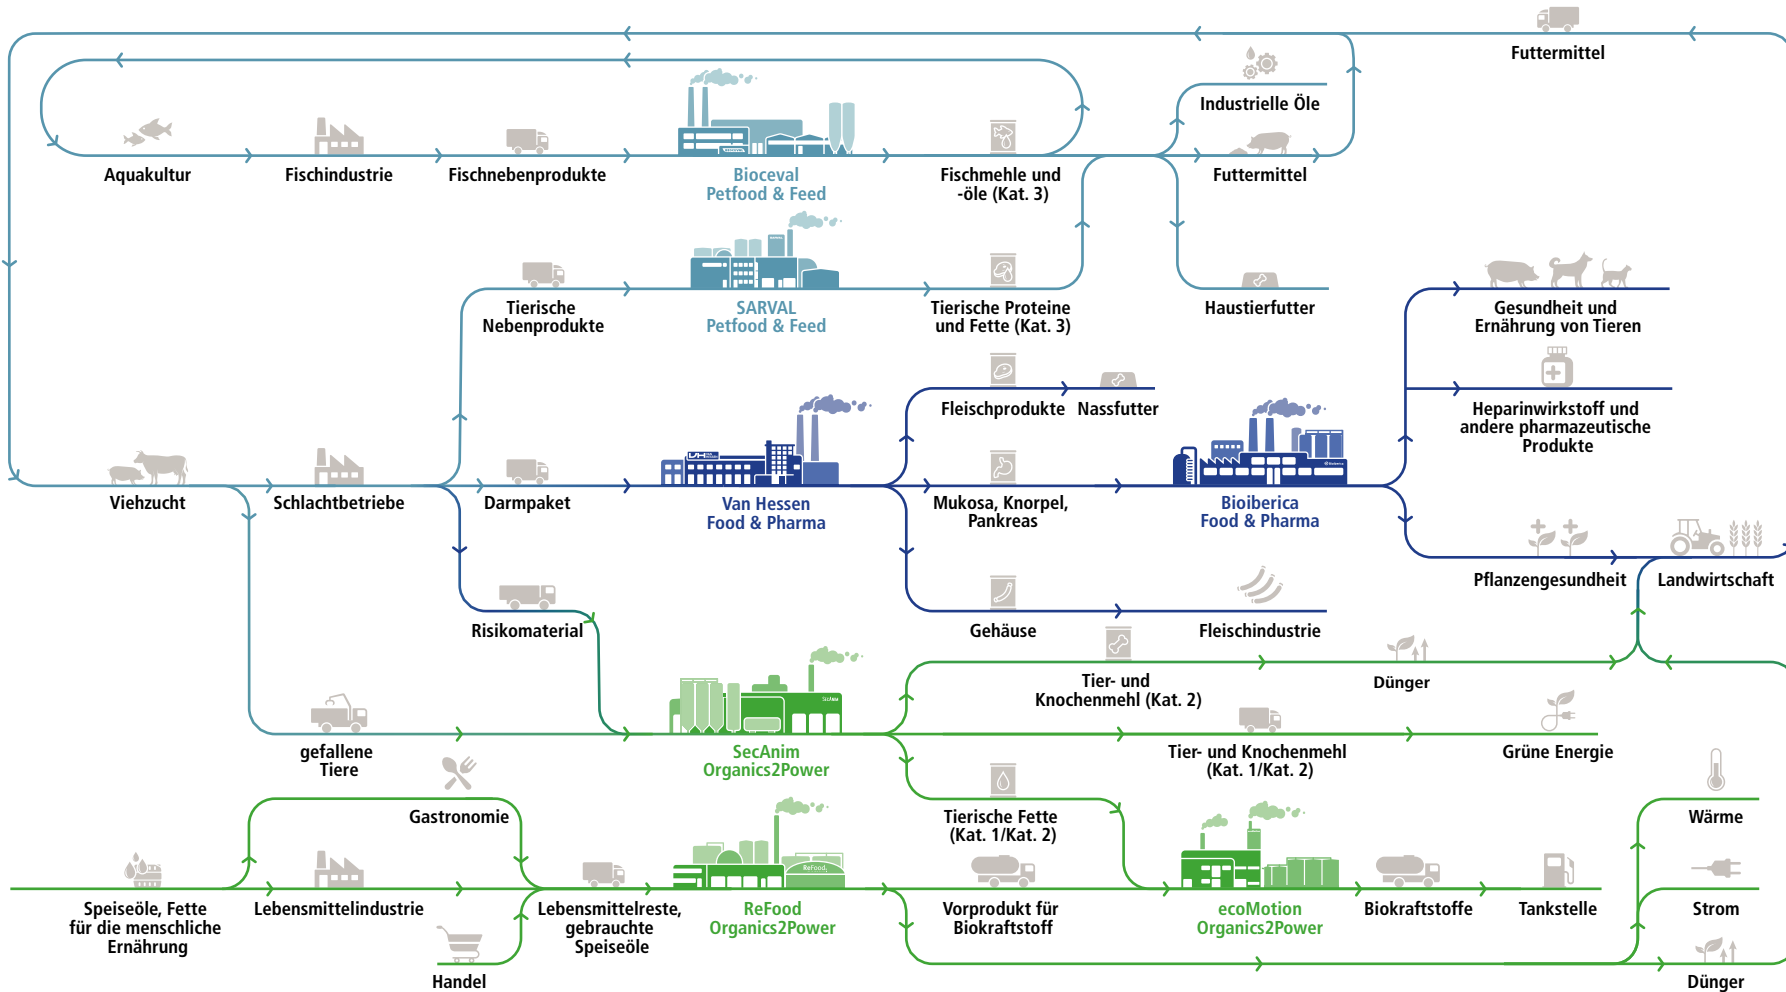 Futtermittel
Industrielle Öle
Aquakultur
Fischindustrie
Fischnebenprodukte
Bioceval
Petfood & Feed
Fischmehle und
-öle (Kat. 3)
Futtermittel
Tierische
Nebenprodukte
SARVAL
Petfood & Feed
Tierische Proteine
und Fette (Kat. 3)
Haustierfutter
Gesundheit und
Ernährung von Tieren
Fleischprodukte
Nassfutter
Heparinwirkstoff und
andere pharmazeutische
Produkte
Viehzucht
Schlachtbetriebe
Darmpaket
Van Hessen
Food & Pharma
Mukosa, Knorpel,
Pankreas
Bioiberica
Food & Pharma
Pflanzengesundheit
Landwirtschaft
Risikomaterial
Gehäuse
Fleischindustrie
Tier- und
Knochenmehl (Kat. 2)
Dünger
gefallene
Tiere
SecAnim
Organics2Power
Tier- und Knochenmehl
(Kat. 1/Kat. 2)
Grüne Energie
Gastronomie
Tierische Fette
(Kat. 1/Kat. 2)
Wärme
ReFood
Speiseöle, Fette
für die menschliche
Ernährung
Lebensmittelindustrie
Lebensmittelreste,
gebrauchte
Speiseöle
ReFood
Organics2Power
Vorprodukt für
Biokraftstoff
ecoMotion
Organics2Power
Biokraftstoffe
Tankstelle
Strom
Handel
Dünger